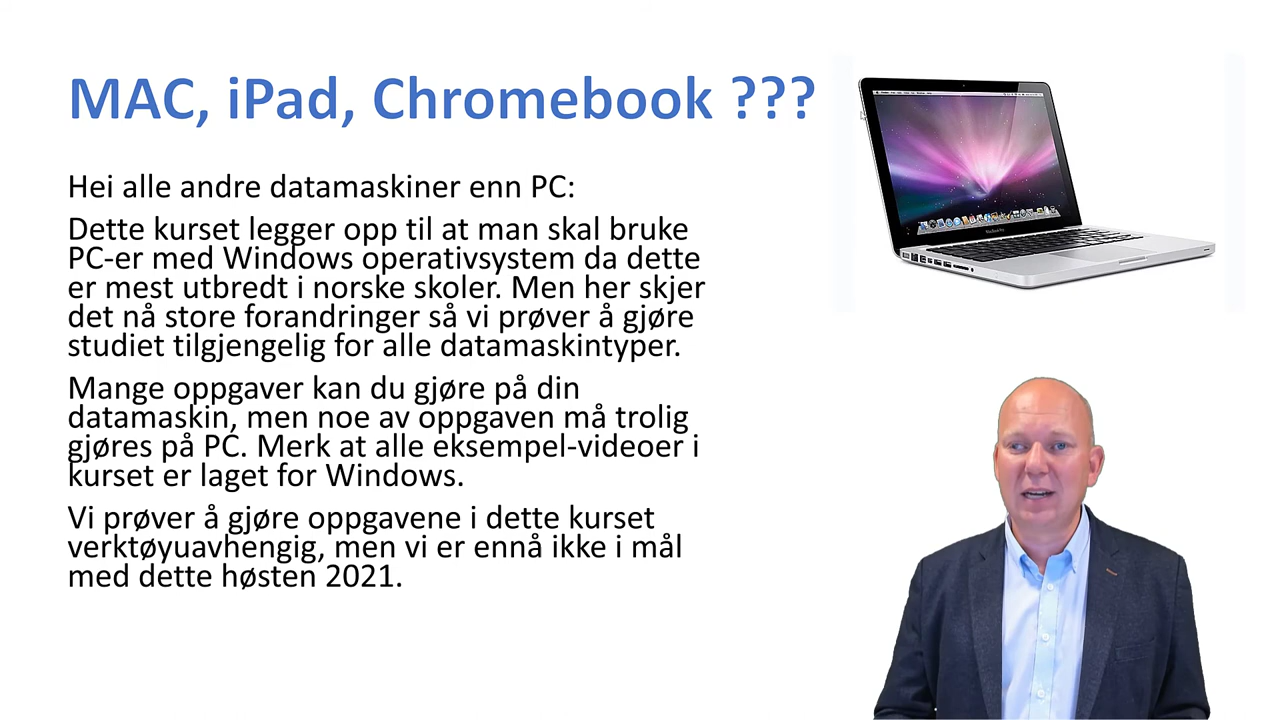 MAC, iPad, Chromebook ???
Hei alle andre datamaskiner enn PC:
Dette kurset legger opp til at man skal bruke
PC-er med Windows operativsystem da dette
er mest utbredt i norske skoler. Men her skjer
det nå store forandringer så vi prøver å gjøre
studiet tilgjengelig for alle datamaskintyper.
Mange oppgaver kan du gjøre på din
datamaskin, men noe av oppgaven må trolig
gjøres på PC. Merk at alle eksempel-videoer i
kurset er laget for Windows.
Vi prøver å gjøre oppgavene i dette kurset
verktøyuavhengig, men vi er ennå ikke i mål
med dette høsten 2021.